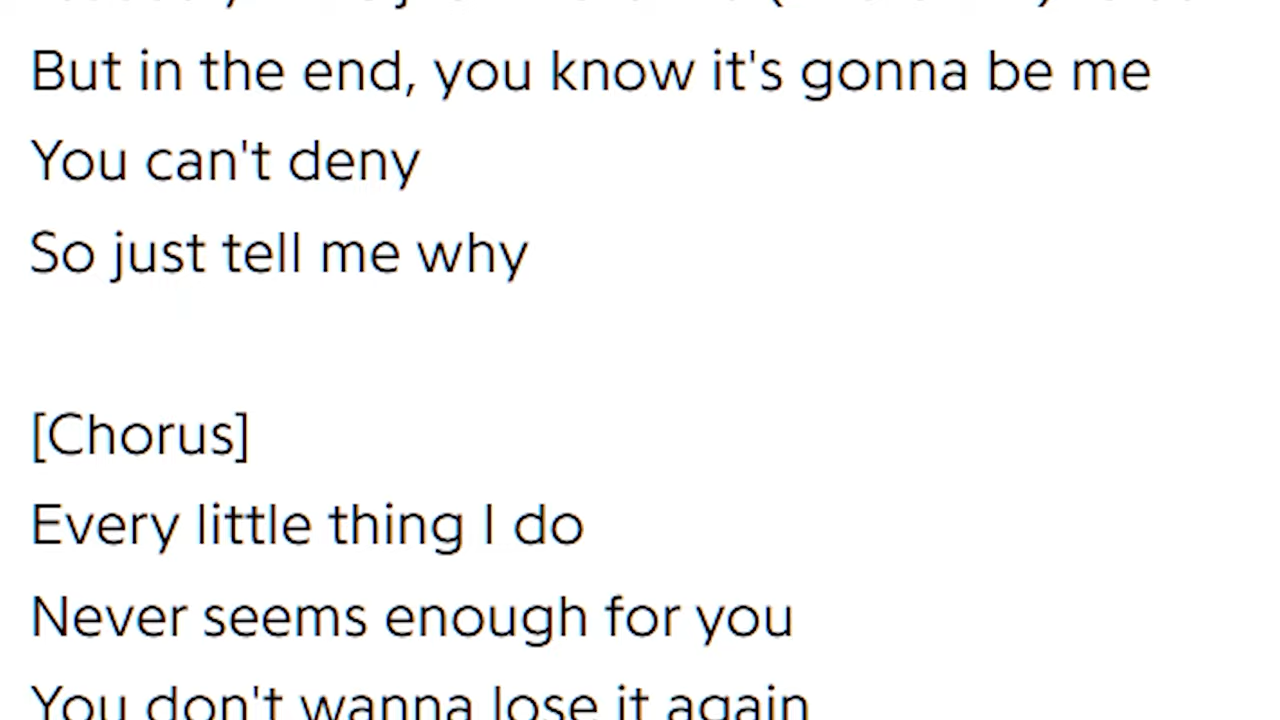 But in the end, you know it's gonna be me
You can't deny
So just tell me why
[Chorus]
Every little thing I do
Never seems enough for you
You don't wanna lose it again